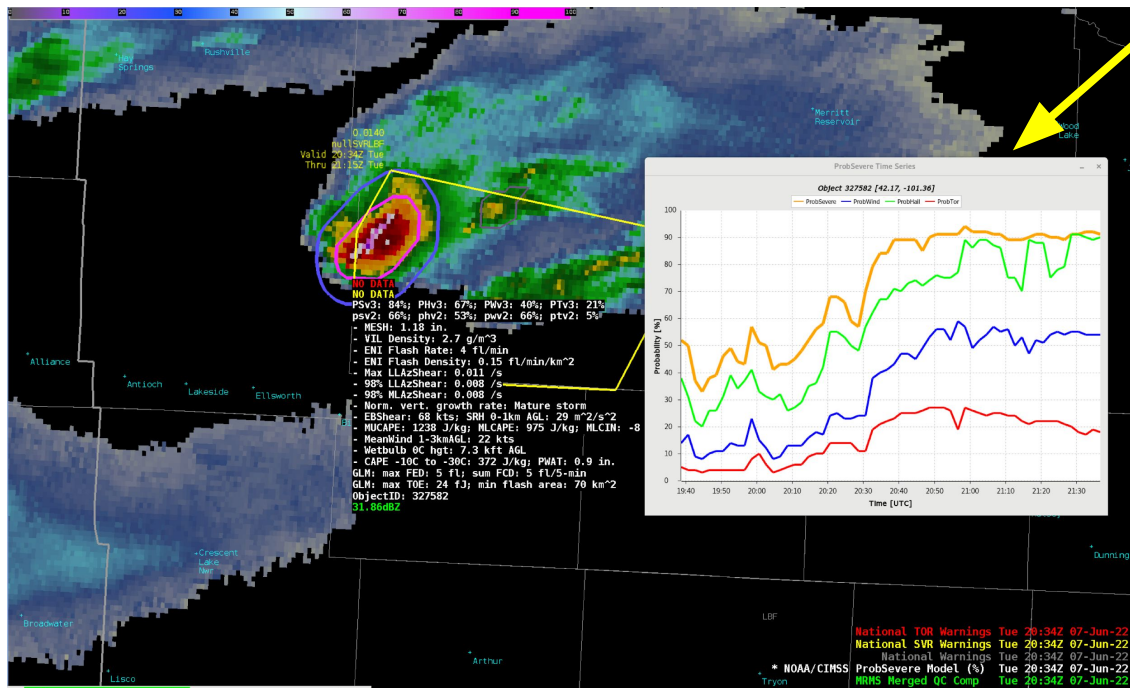 0 10 20 30 40 50 60 70 80 90 100
Hay
Springs
Rushville
Merritt
Reservoir
Wood
Lake
0.0140
nullSVRLBF
Valid 20:34Z Tue
Thru 21:15Z Tue
NO DATA
NO DATA
PSv3: 84%; PHv3: 67%; PWv3: 40%; PTv3: 21%
psv2: 66%; phv2: 53%; pwv2: 66%; ptv2: 5%
- MESH: 1.18 in.
- VIL Density: 2.7 g/m^3
- ENI Flash Rate: 4 fl/min
- ENI Flash Density: 0.15 fl/min/km^2
- Max LLAzShear: 0.011 /s
- 98% LLAzShear: 0.008 /s
- 98% MLAzShear: 0.008 /s
- Norm. vert. growth rate: Mature storm
- EBShear: 68 kts; SRH 0-1km AGL: 29 m^2/s^2
- MUCAPE: 1238 J/kg; MLCAPE: 975 J/kg; MLCIN: -8
- MeanWind 1-3kmAGL: 22 kts
- Wetbulb 0C hgt: 7.3 kft AGL
- CAPE -10C to -30C: 372 J/kg; PWAT: 0.9 in.
GLM: max FED: 5 fl; sum FCD: 5 fl/5-min
GLM: max TOE: 24 fJ; min flash area: 70 km^2
ObjectID: 327582
31.86dBZ
Alliance
Antioch
Lakeside
Ellsworth
ProbSevere Time Series
Object 327582 [42.17, -101.36]
ProbSevere ProbWind ProbHail ProbTor
Probability [%]
100
90
80
70
60
50
40
30
20
10
0
19:40 19:50 20:00 20:10 20:20 20:30 20:40 20:50 21:00 21:10 21:20 21:30
Time [UTC]
Crescent
Lake
Nwr
Dunning
Broadwater
LBF
Arthur
Lisco
Tryon
National TOR Warnings Tue 20:34Z 07-Jun-22
National SVR Warnings Tue 20:34Z 07-Jun-22
National Warnings Tue 20:34Z 07-Jun-22
* NOAA/CIMSS ProbSevere Model (%) Tue 20:34Z 07-Jun-22
MRMS Merged QC Comp Tue 20:34Z 07-Jun-22